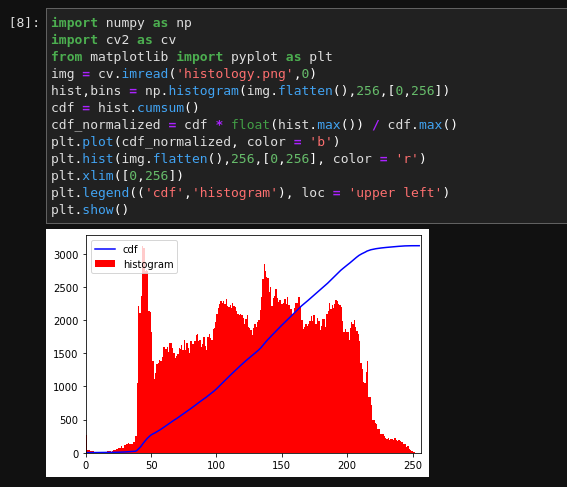 [8]: import numpy as np
import cv2 as cv
from matplotlib import pyplot as plt
img = cv.imread('histology.png',0)
hist,bins = np.histogram(img.flatten(),256,[0,256])
cdf = hist.cumsum()
cdf_normalized = cdf * float(hist.max()) / cdf.max()
plt.plot(cdf_normalized, color = 'b')
plt.hist(img.flatten(),256,[0,256], color = 'r')
plt.xlim([0,256])
plt.legend(('cdf','histogram'), loc = 'upper left')
plt.show()
cdf
histogram
3000
2500
2000
1500
1000
500
0
0 50 100 150 200 250